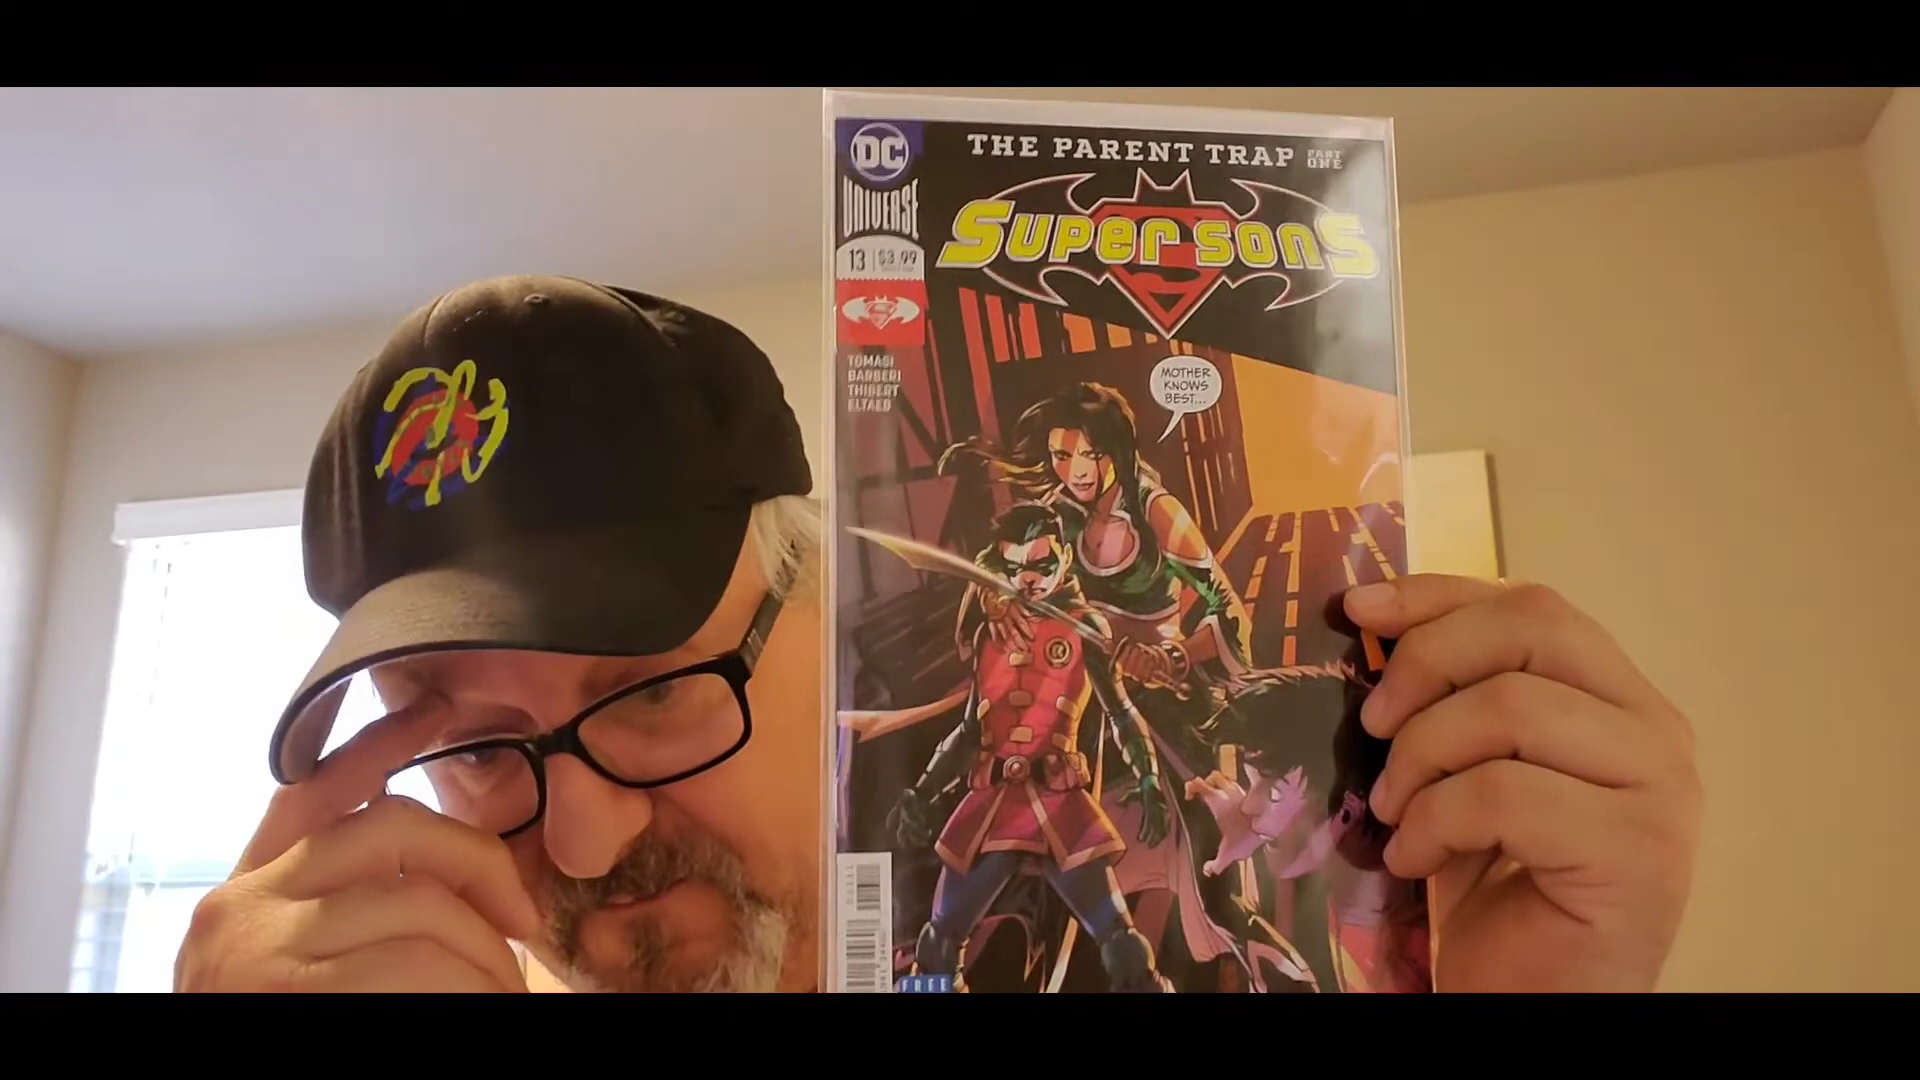 THE PARENT TRAP PART ONE
DC
UNIVERSE
SUPER SONS
13 $3.99
TOMASI
BARBERI
THIBERT
ELTAEB
MOTHER
KNOWS
BEST...
R
FREE